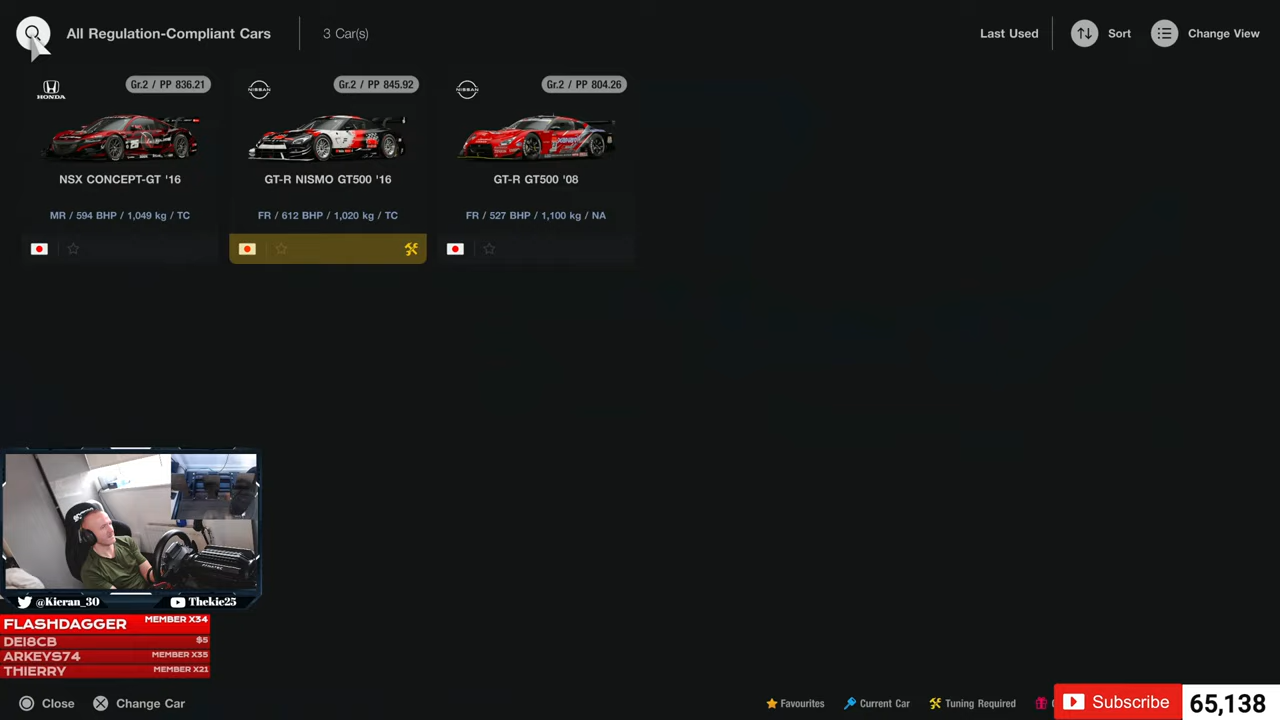 All Regulation-Compliant Cars
3 Car(s)
Last Used
Sort
Change View
HONDA
Gr.2 / PP 836.21
NISSAN
Gr.2 / PP 845.92
NISSAN
Gr.2 / PP 804.26
NSX CONCEPT-GT '16
GT-R NISMO GT500 '16
GT-R GT500 '08
MR / 594 BHP / 1,049 kg / TC
FR / 612 BHP / 1,020 kg / TC
FR / 527 BHP / 1,100 kg / NA
@Kieran_30
Thekie25
FLASHDAGGER MEMBER X34
DEI8CB $5
ARKEYS74 MEMBER X35
THIERRY MEMBER X21
Close
Change Car
Favourites
Current Car
Tuning Required
Subscribe
65,138